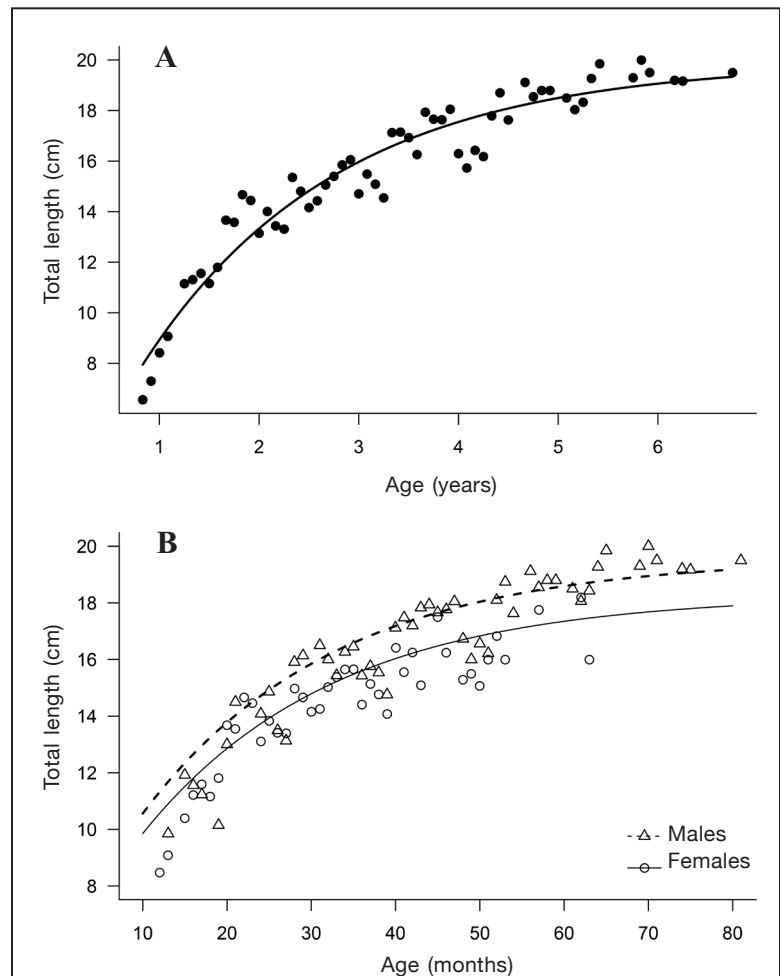 A
20
18
16
14
12
10
8
Total length (cm)
1 2 3 4 5 6
Age (years)
B
20
18
16
14
12
10
8
Total length (cm)
Males
Females
10 20 30 40 50 60 70 80
Age (months)